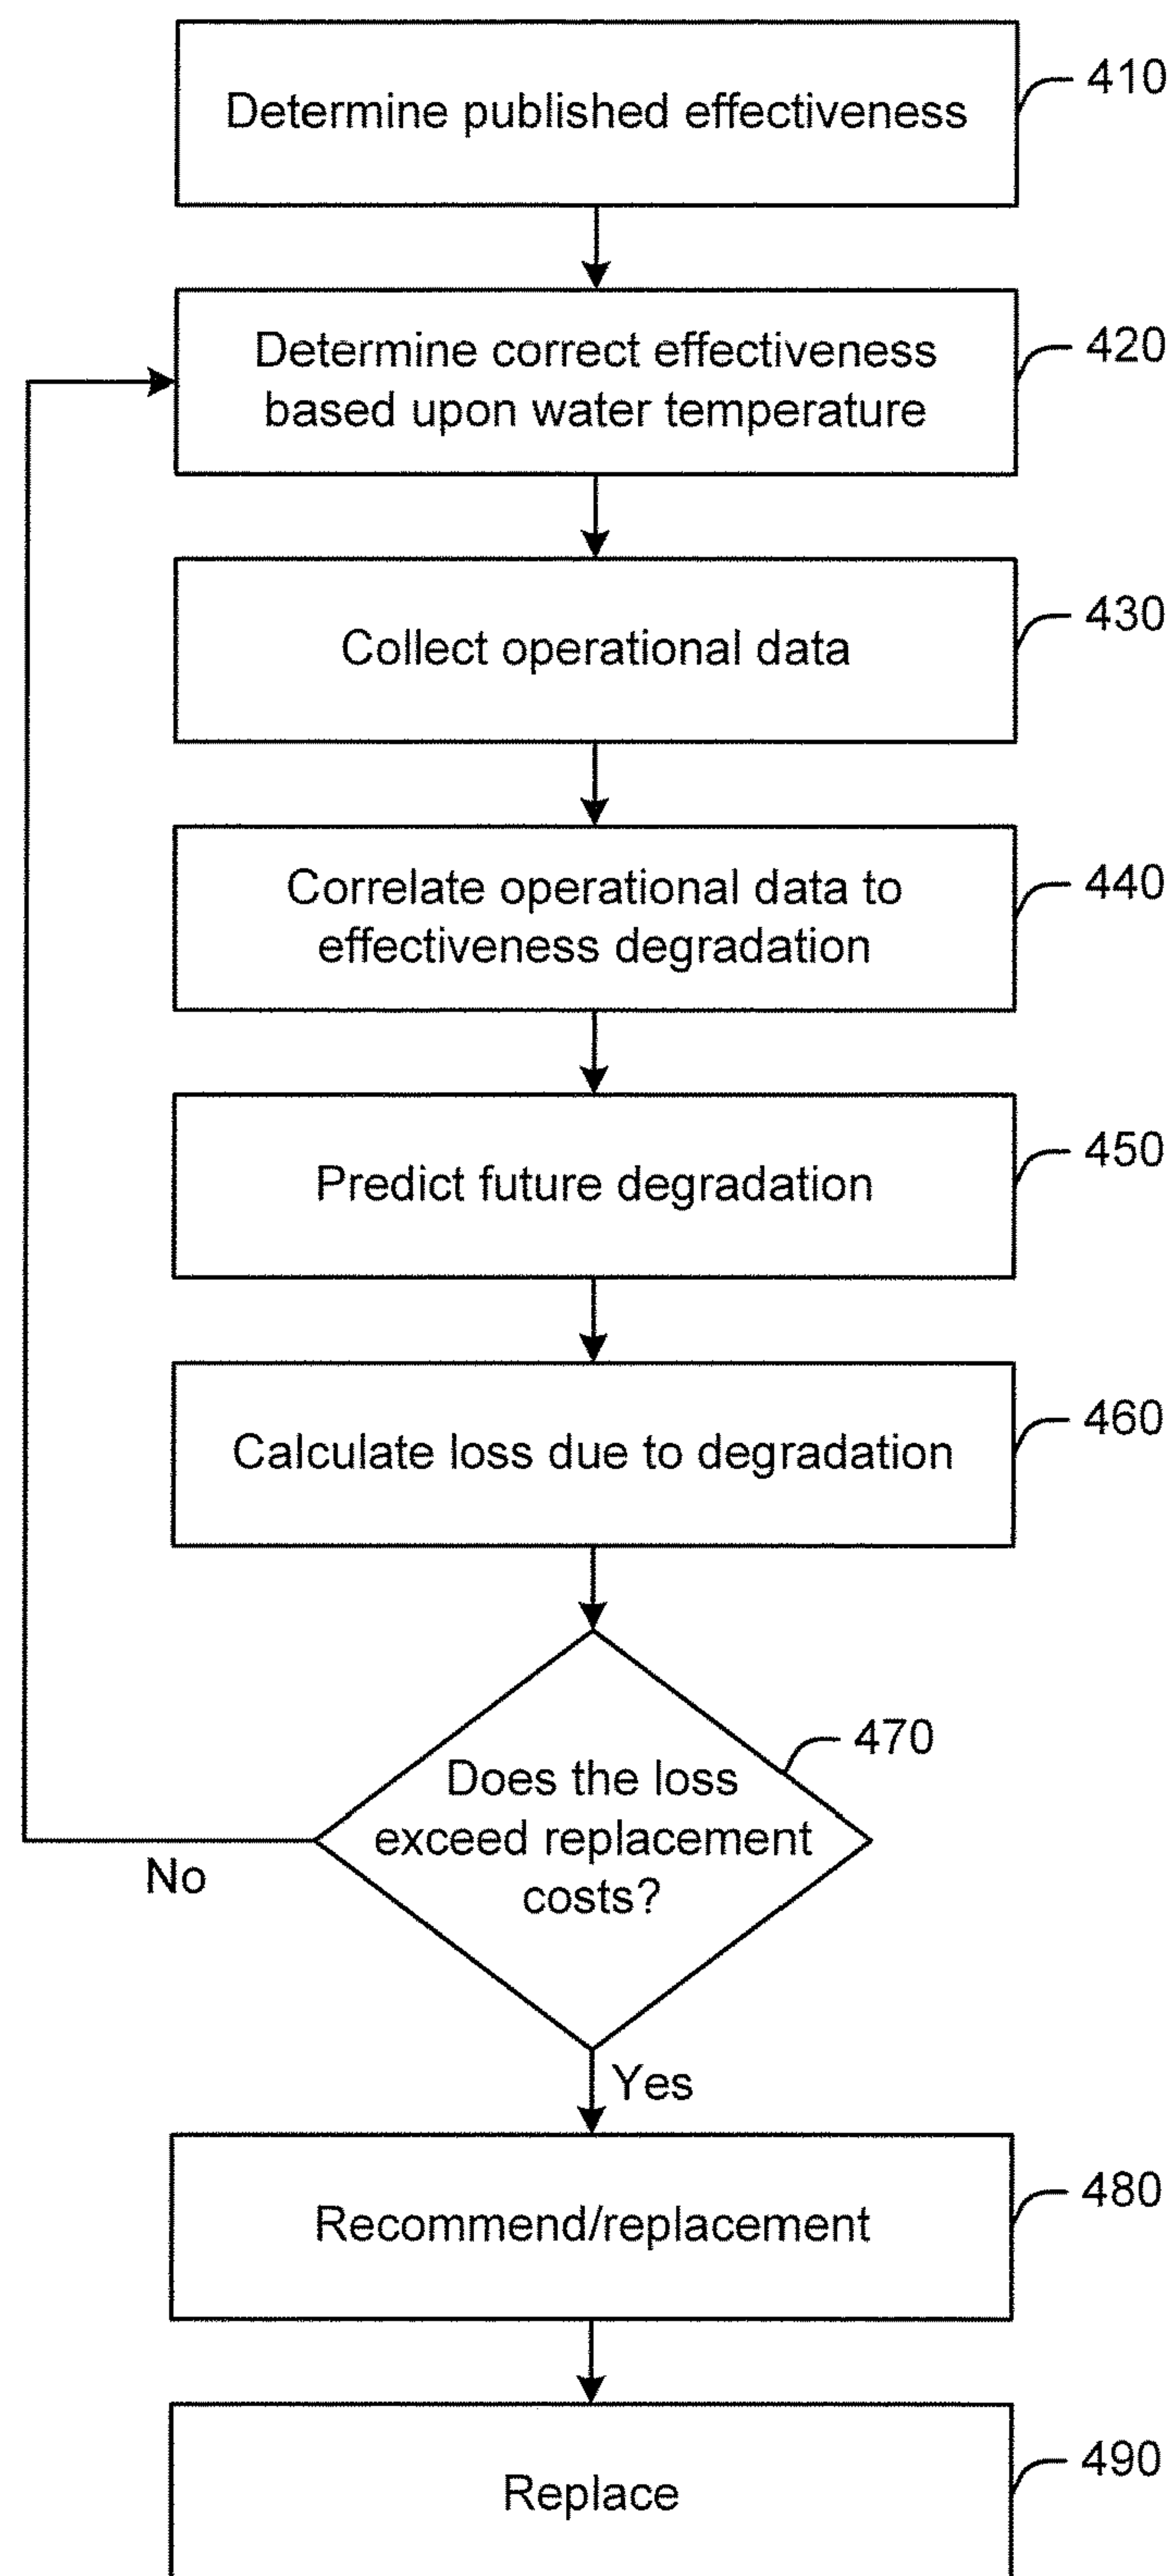 Determine published effectiveness
410
Determine correct effectiveness
based upon water temperature
420
Collect operational data
430
Correlate operational data to
effectiveness degradation
440
Predict future degradation
450
Calculate loss due to degradation
460
Does the loss
exceed replacement
costs?
470
No
Yes
Recommend/replacement
480
Replace
490